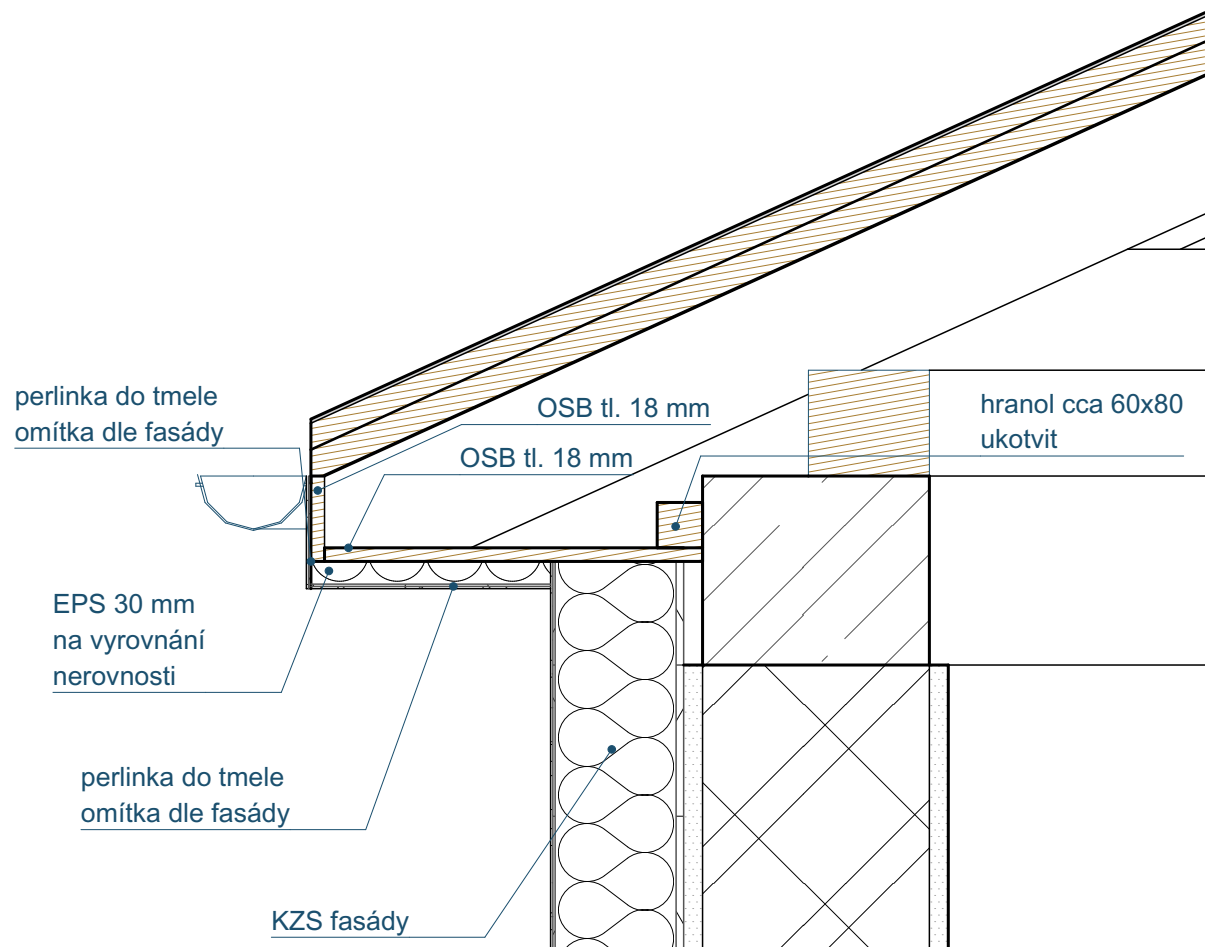 perlinka do tmele
omítka dle fasády
OSB tl. 18 mm
OSB tl. 18 mm
hranol cca 60x80
ukotvit
EPS 30 mm
na vyrovnání
nerovnosti
perlinka do tmele
omítka dle fasády
KZS fasády